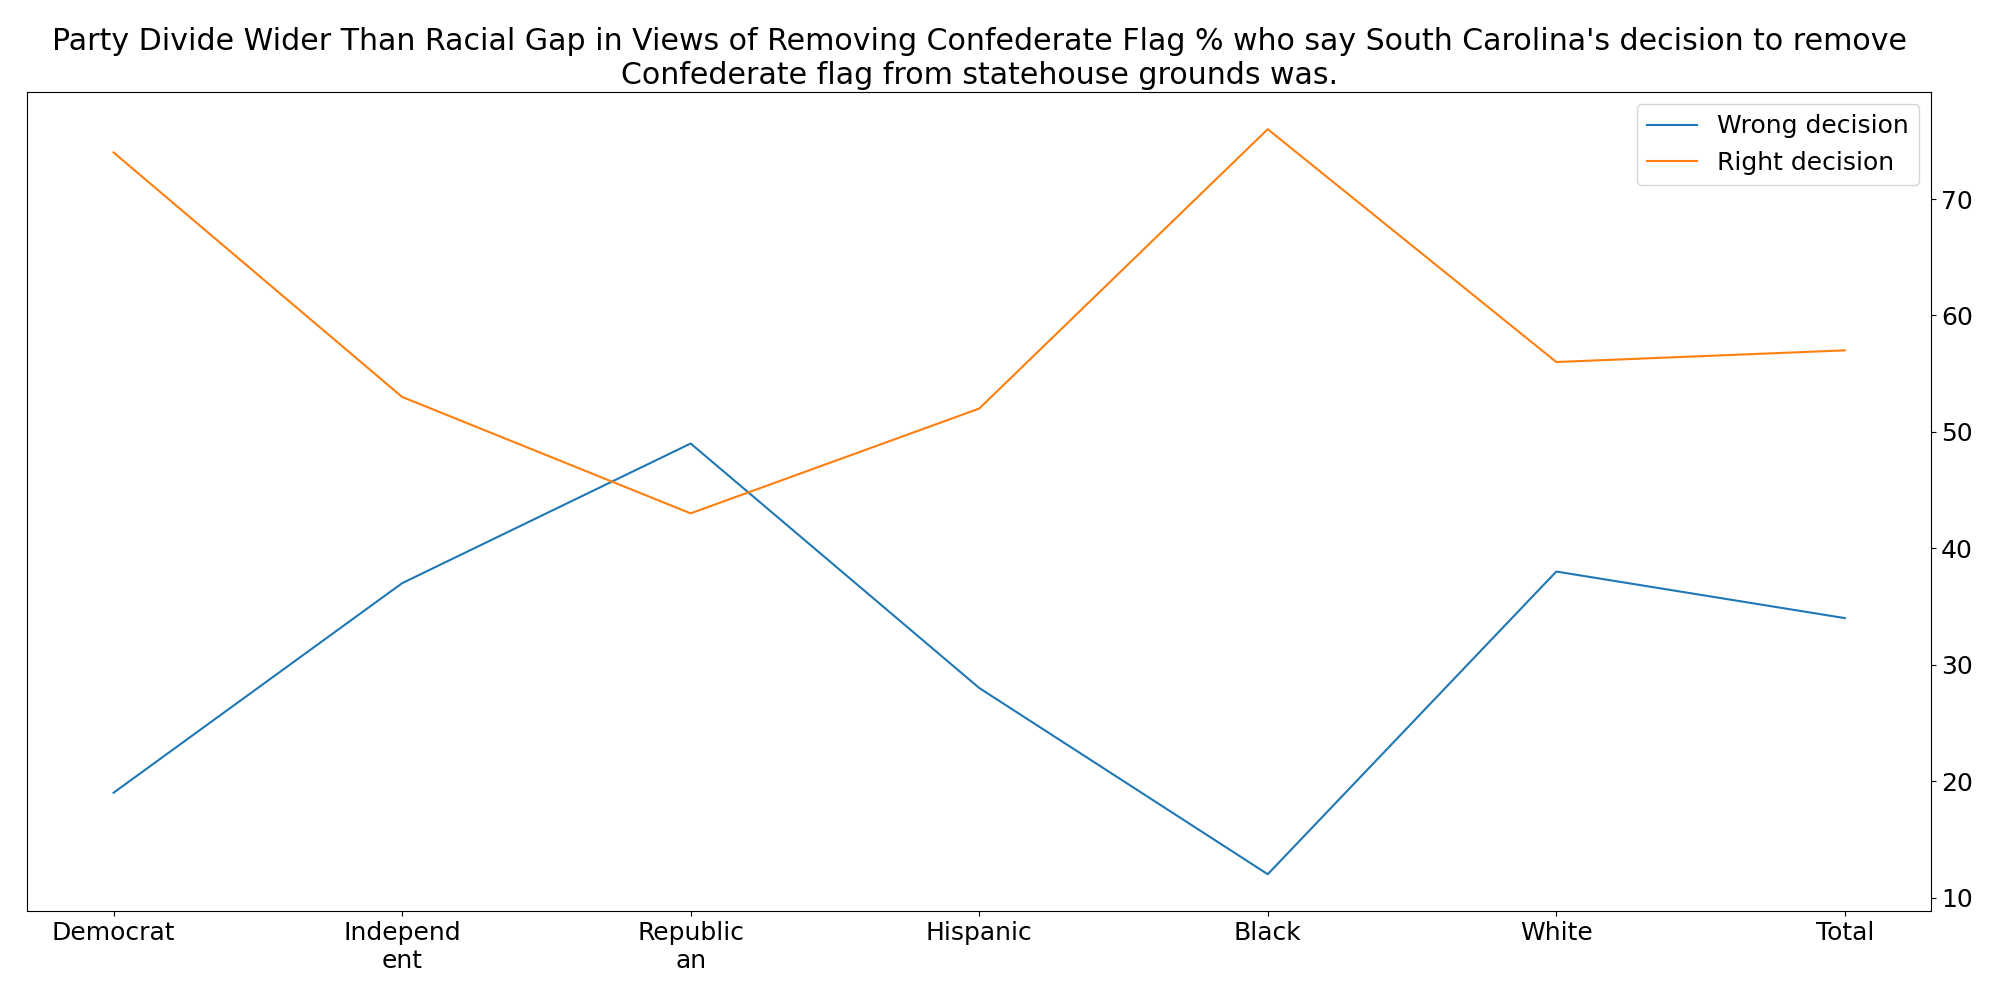 Party Divide Wider Than Racial Gap in Views of Removing Confederate Flag % who say South Carolina's decision to remove
Confederate flag from statehouse grounds was.
Wrong decision
Right decision
70
60
50
40
30
20
10
Democrat
Independ
ent
Republic
an
Hispanic
Black
White
Total